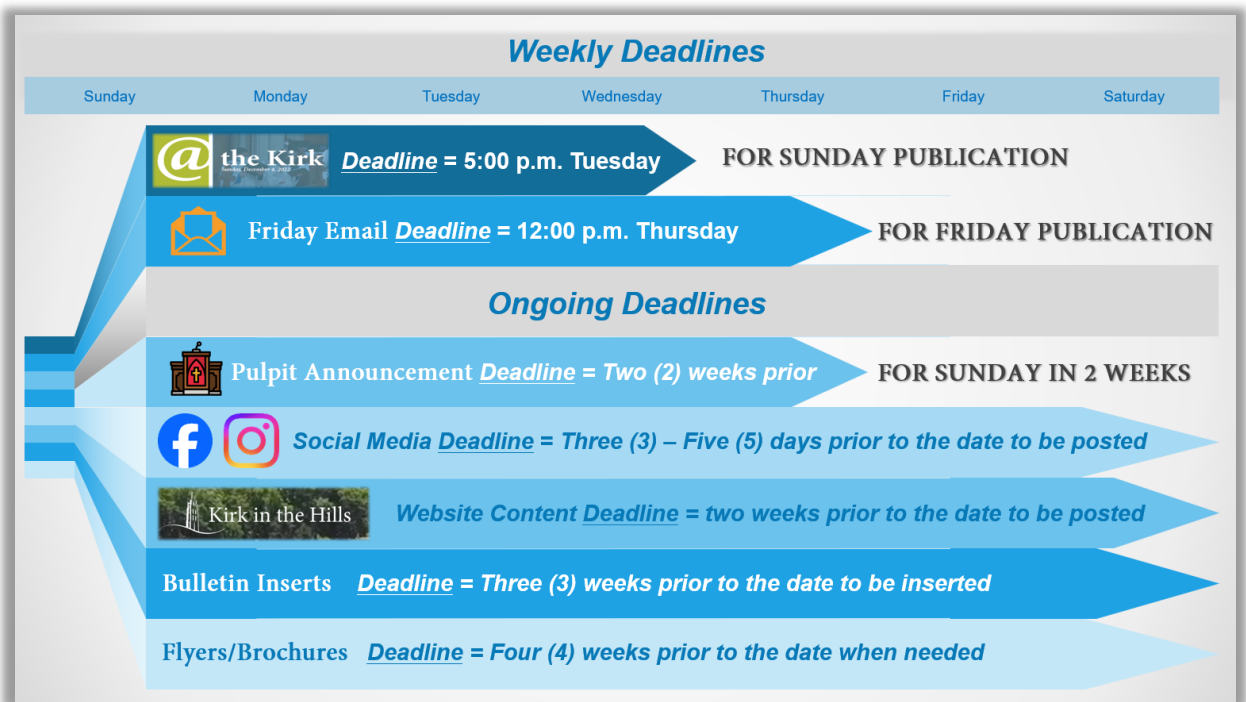 Weekly Deadlines
Sunday Monday Tuesday Wednesday Thursday Friday Saturday
@ the Kirk Deadline = 5:00 p.m. Tuesday FOR SUNDAY PUBLICATION
Sunday, December 4, 2022
Friday Email Deadline = 12:00 p.m. Thursday FOR FRIDAY PUBLICATION
Ongoing Deadlines
Pulpit Announcement Deadline = Two (2) weeks prior FOR SUNDAY IN 2 WEEKS
Social Media Deadline = Three (3) – Five (5) days prior to the date to be posted
Kirk in the Hills Website Content Deadline = two weeks prior to the date to be posted
Bulletin Inserts Deadline = Three (3) weeks prior to the date to be inserted
Flyers/Brochures Deadline = Four (4) weeks prior to the date when needed